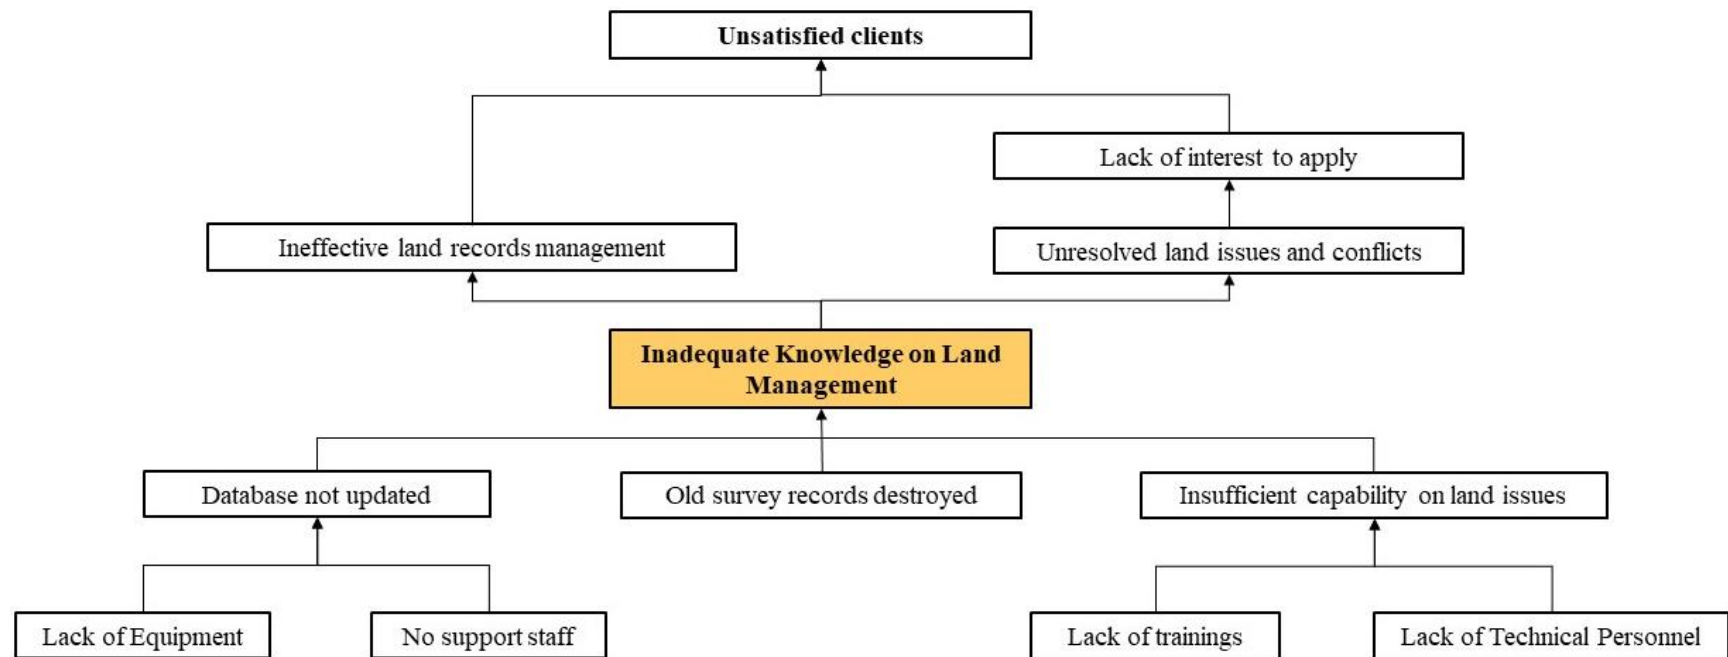 Unsatisfied clients
Lack of interest to apply
Ineffective land records management
Unresolved land issues and conflicts
Inadequate Knowledge on Land
Management
Database not updated
Old survey records destroyed
Insufficient capability on land issues
Lack of Equipment
No support staff
Lack of trainings
Lack of Technical Personnel